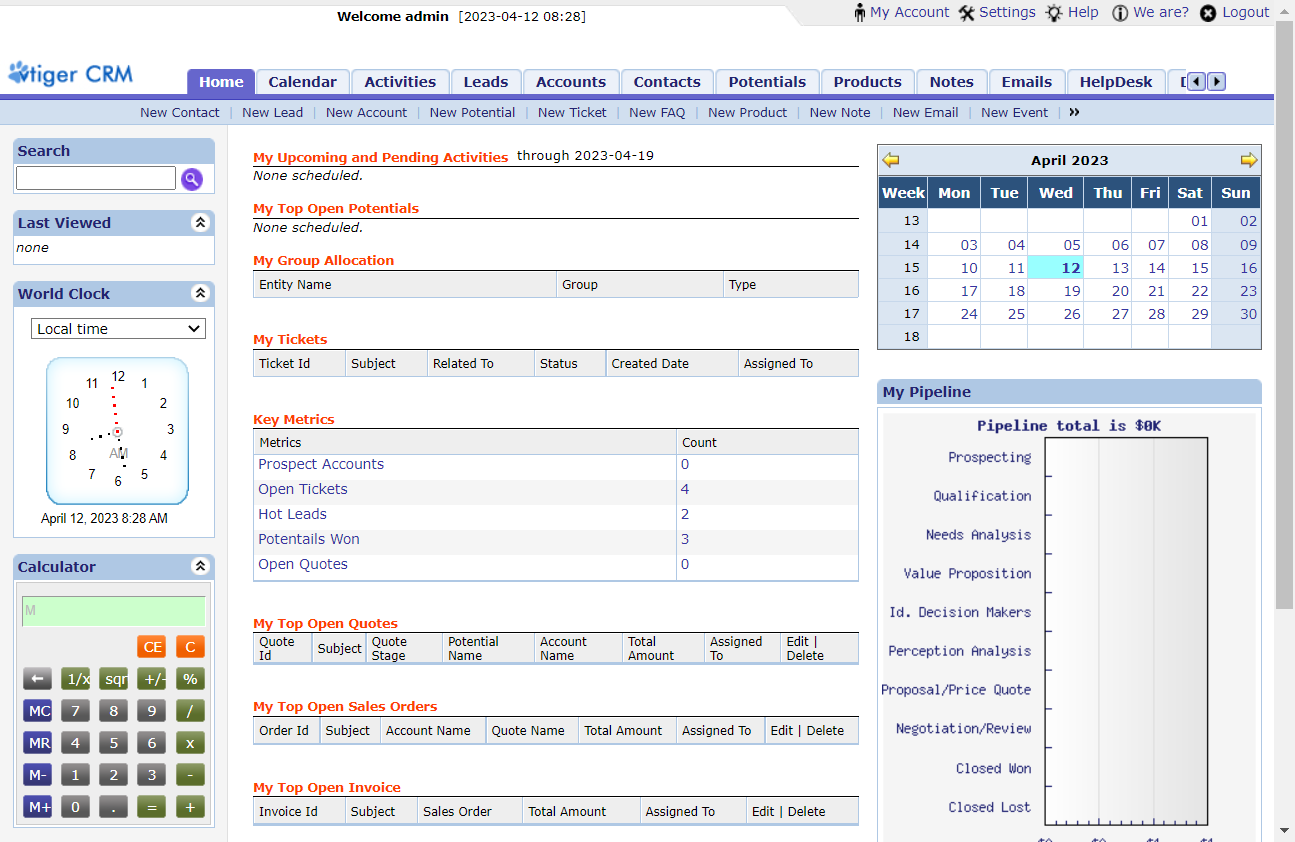 Welcome admin [2023-04-12 08:28]
My Account Settings Help We are? Logout
vtiger CRM
Home Calendar Activities Leads Accounts Contacts Potentials Products Notes Emails HelpDesk
New Contact | New Lead | New Account | New Potential | New Ticket | New FAQ | New Product | New Note | New Email | New Event | »
Search
Last Viewed
none
World Clock
Local time
12
1
2
3
4
5
6
7
8
9
10
11
AM
April 12, 2023 8:28 AM
Calculator
M
CE C
← 1/x sqr +/- %
MC 7 8 9 /
MR 4 5 6 x
M- 1 2 3 -
M+ 0 . = +
My Upcoming and Pending Activities through 2023-04-19
None scheduled.
My Top Open Potentials
None scheduled.
My Group Allocation
Entity Name Group Type
My Tickets
Ticket Id Subject Related To Status Created Date Assigned To
Key Metrics
Metrics Count
Prospect Accounts 0
Open Tickets 4
Hot Leads 2
Potentails Won 3
Open Quotes 0
My Top Open Quotes
Quote Id Subject Quote Stage Potential Name Account Name Total Amount Assigned To Edit | Delete
My Top Open Sales Orders
Order Id Subject Account Name Quote Name Total Amount Assigned To Edit | Delete
My Top Open Invoice
Invoice Id Subject Sales Order Total Amount Assigned To Edit | Delete
April 2023
Week Mon Tue Wed Thu Fri Sat Sun
13 01 02
14 03 04 05 06 07 08 09
15 10 11 12 13 14 15 16
16 17 18 19 20 21 22 23
17 24 25 26 27 28 29 30
18
My Pipeline
Pipeline total is $0K
Prospecting
Qualification
Needs Analysis
Value Proposition
Id. Decision Makers
Perception Analysis
Proposal/Price Quote
Negotiation/Review
Closed Won
Closed Lost